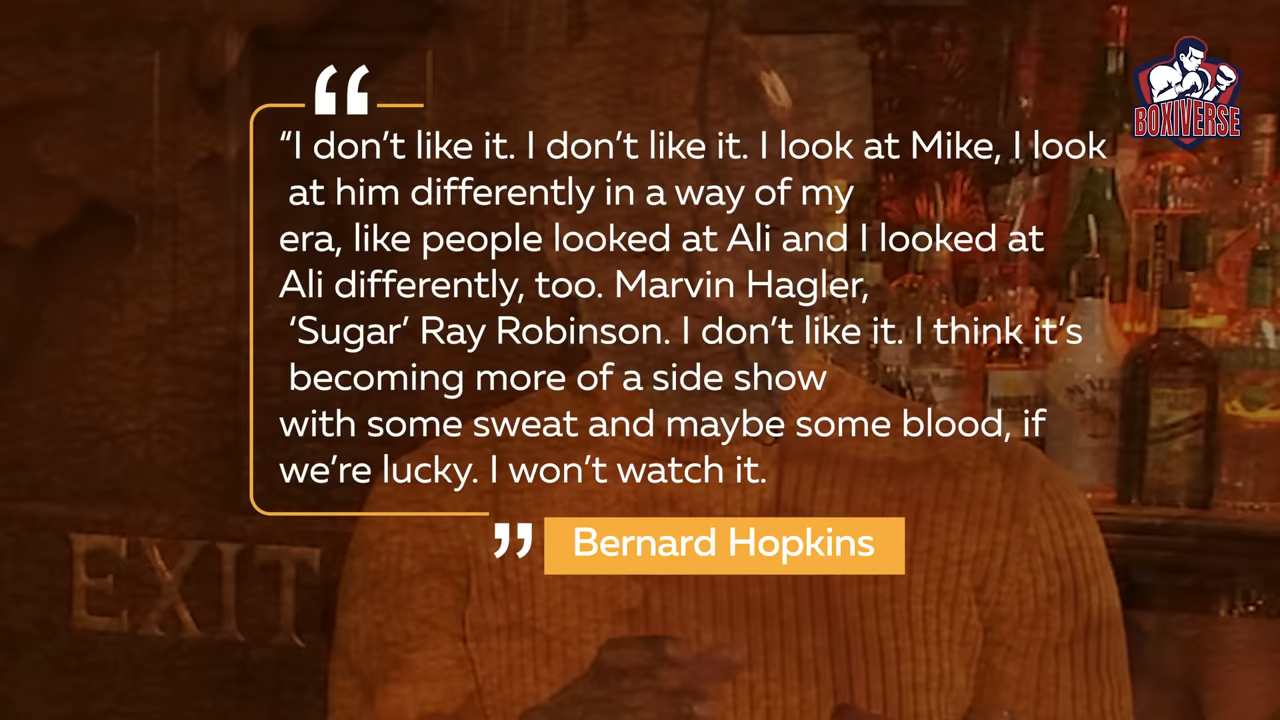 BOXIVERSE
“
“I don’t like it. I don’t like it. I look at Mike, I look
at him differently in a way of my
era, like people looked at Ali and I looked at
Ali differently, too. Marvin Hagler,
‘Sugar’ Ray Robinson. I don’t like it. I think it’s
becoming more of a side show
with some sweat and maybe some blood, if
we’re lucky. I won’t watch it.
”
Bernard Hopkins
EXIT